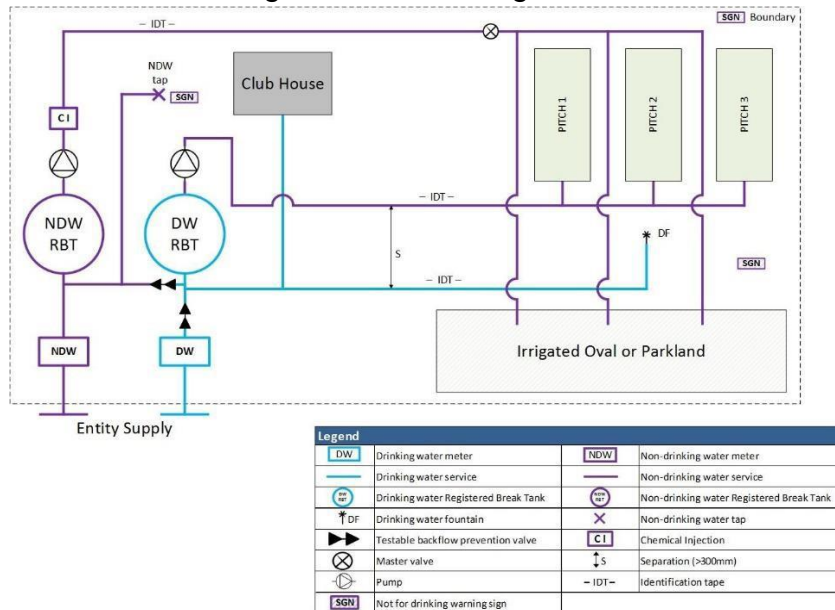 SGN Boundary
– IDT –
NDW
tap
SGN
Club House
C I
PITCH 1
PITCH 2
PITCH 3
NDW
RBT
DW
RBT
– IDT –
S
DF
– IDT –
SGN
NDW
DW
Irrigated Oval or Parkland
Entity Supply
Legend
DW Drinking water meter NDW Non-drinking water meter
Drinking water service Non-drinking water service
DW RBT Drinking water Registered Break Tank NDW RBT Non-drinking water Registered Break Tank
DF Drinking water fountain Non-drinking water tap
Testable backflow prevention valve C I Chemical Injection
Master valve S Separation (>300mm)
Pump – IDT– Identification tape
SGN Not for drinking warning sign